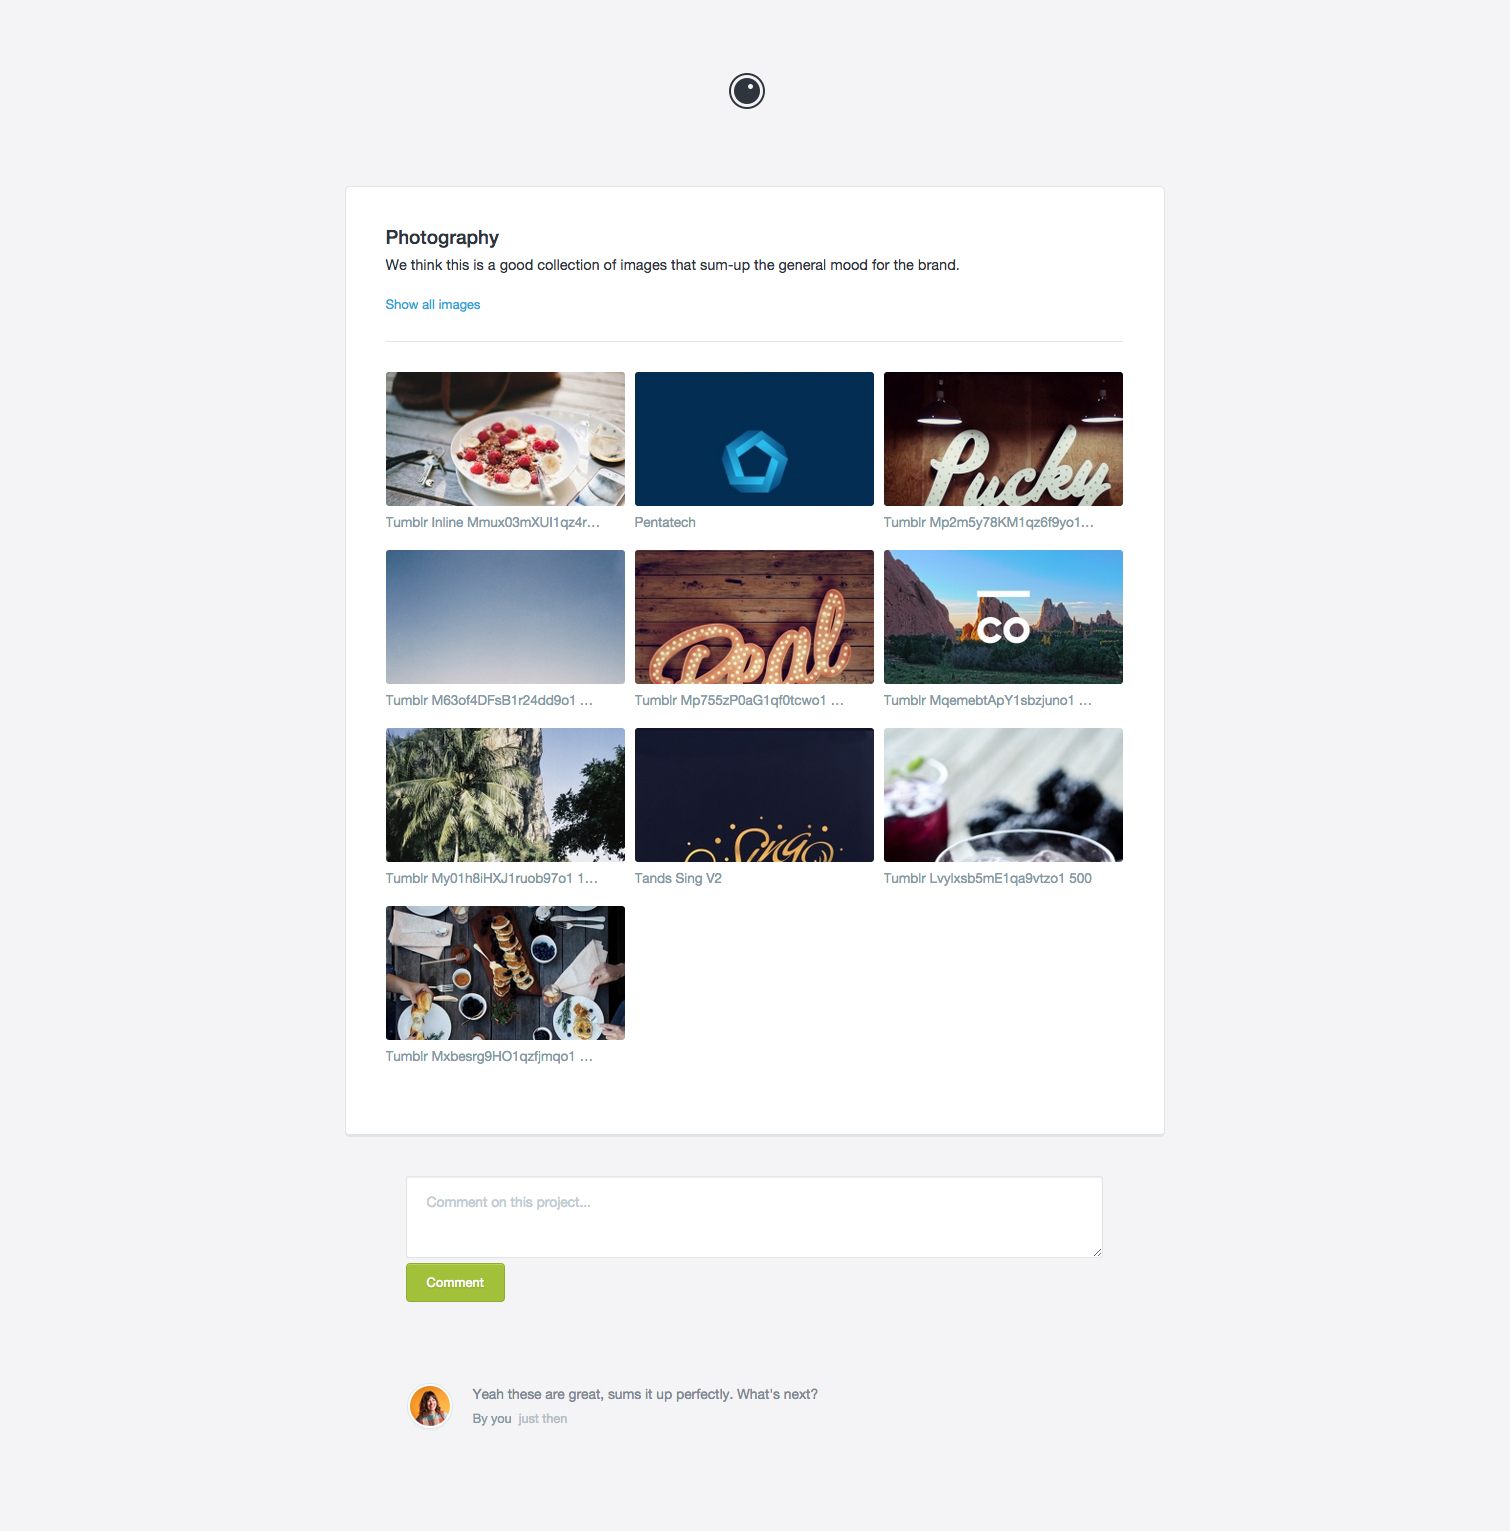 Photography
We think this is a good collection of images that sum-up the general mood for the brand.
Show all images
Pucky
Tumblr Inline Mmux03mXUI1qz4r...
Pentatech
Tumblr Mp2m5y78KM1qz6f9yo1...
co
Tumblr M63of4DFsB1r24dd9o1 ...
Tumblr Mp755zP0aG1qf0tcwo1 ...
Tumblr MqemebtApY1sbzjuno1 ...
Sing
Tumblr My01h8iHXJ1ruob97o1 1...
Tands Sing V2
Tumblr Lvylxsb5mE1qa9vtzo1 500
Tumblr Mxbesrg9HO1qzfjmqo1 ...
Comment on this project...
Comment
Yeah these are great, sums it up perfectly. What's next?
By you just then